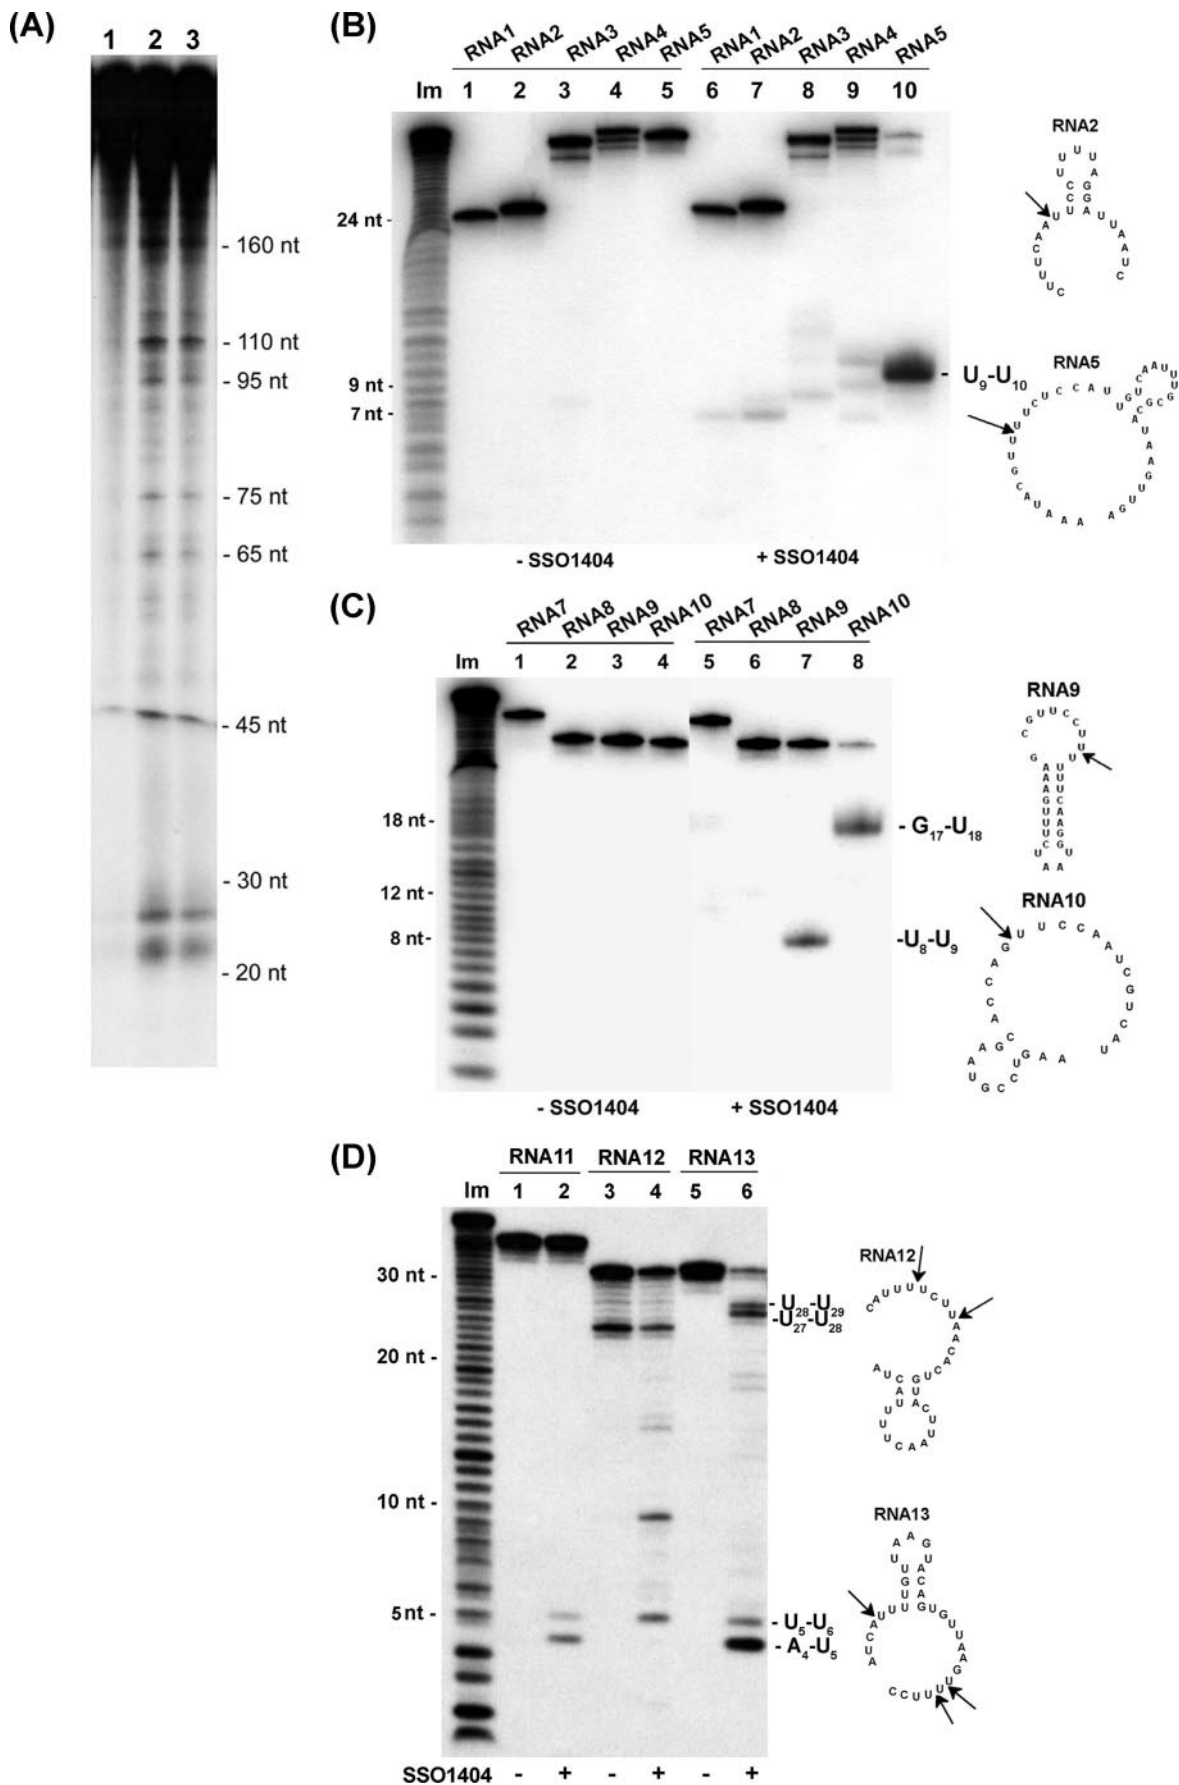 (A)
1 2 3
- 160 nt
- 110 nt
- 95 nt
- 75 nt
- 65 nt
- 45 nt
- 30 nt
- 20 nt
(B)
RNA1 RNA2 RNA3 RNA4 RNA5 RNA1 RNA2 RNA3 RNA4 RNA5
Im 1 2 3 4 5 6 7 8 9 10
24 nt -
9 nt -
7 nt -
- U9-U10
- SSO1404 + SSO1404
RNA2
RNA5
(C)
RNA7 RNA8 RNA9 RNA10 RNA7 RNA8 RNA9 RNA10
Im 1 2 3 4 5 6 7 8
18 nt -
12 nt -
8 nt-
- G17-U18
-U8-U9
- SSO1404 + SSO1404
RNA9
RNA10
(D)
RNA11 RNA12 RNA13
Im 1 2 3 4 5 6
30 nt -
20 nt -
10 nt -
5 nt -
- U28-U29
-U27-U28
- U5-U6
- A4-U5
SSO1404 - + - + - +
RNA12
RNA13